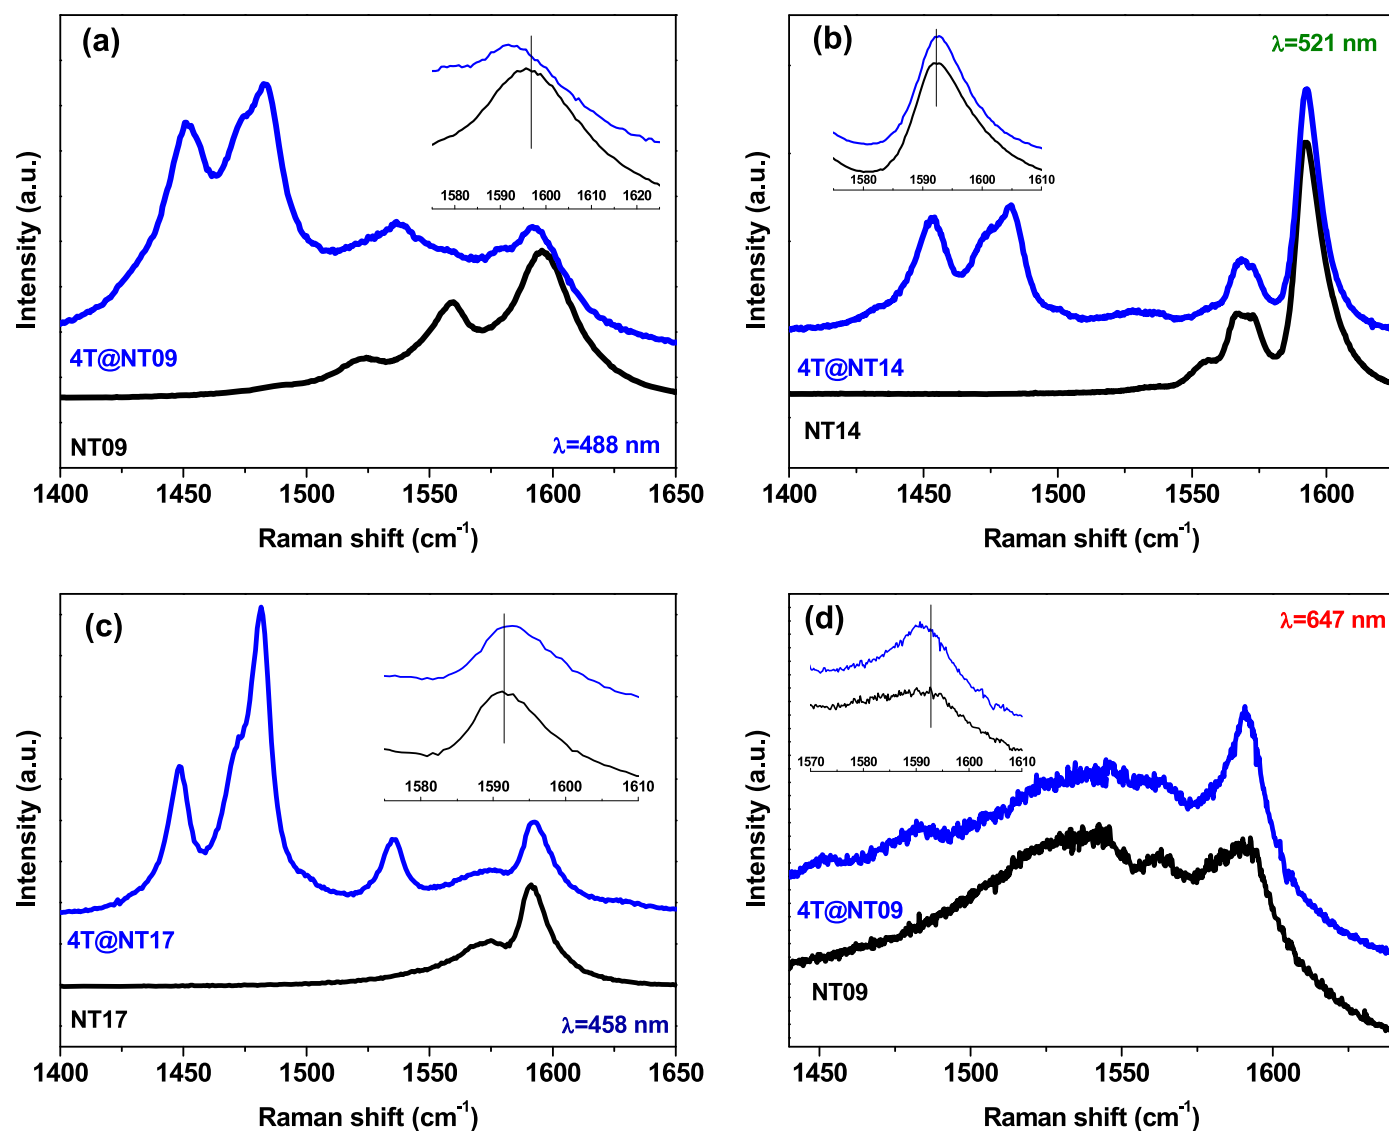 (a)
1580 1590 1600 1610 1620
4T@NT09
NT09
λ=488 nm
Intensity (a.u.)
1400 1450 1500 1550 1600 1650
Raman shift (cm⁻¹)
(b)
λ=521 nm
1580 1590 1600 1610
4T@NT14
NT14
Intensity (a.u.)
1400 1450 1500 1550 1600
Raman shift (cm⁻¹)
(c)
1580 1590 1600 1610
4T@NT17
NT17
λ=458 nm
Intensity (a.u.)
1400 1450 1500 1550 1600 1650
Raman shift (cm⁻¹)
(d)
λ=647 nm
1570 1580 1590 1600 1610
4T@NT09
NT09
Intensity (a.u.)
1450 1500 1550 1600
Raman shift (cm⁻¹)